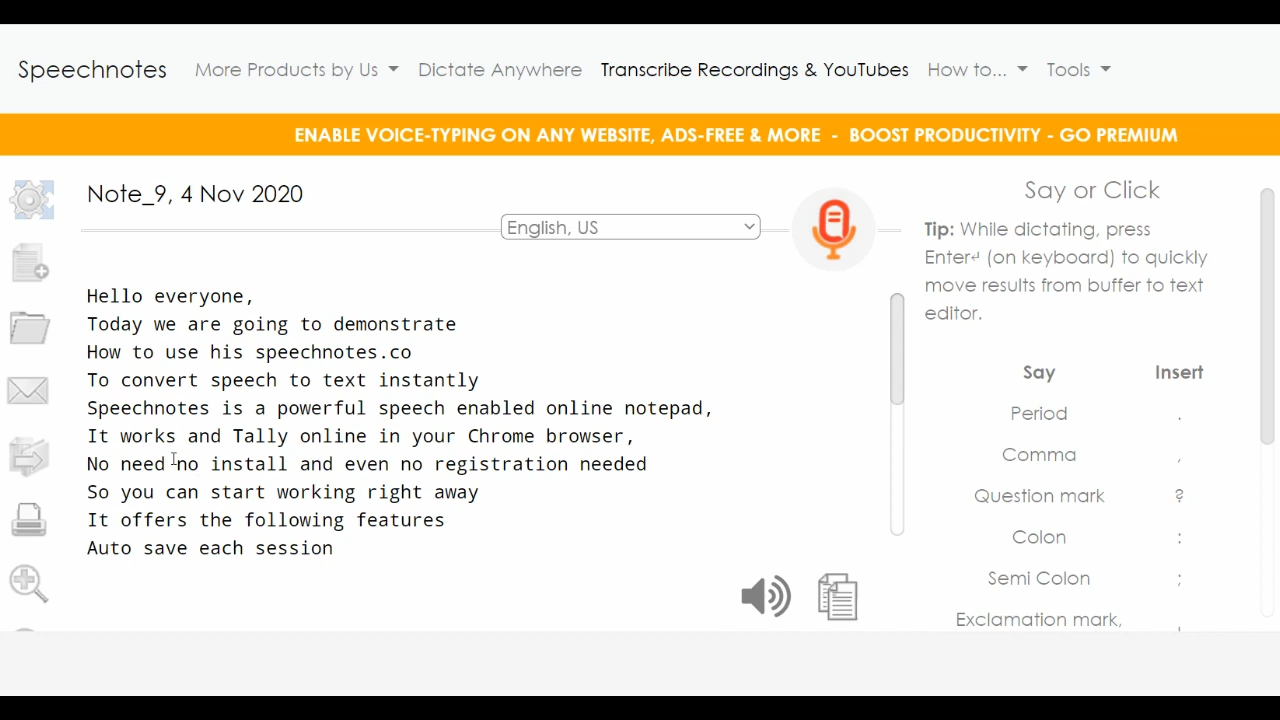 Speechnotes More Products by Us Dictate Anywhere Transcribe Recordings & YouTubes How to... Tools
ENABLE VOICE-TYPING ON ANY WEBSITE, ADS-FREE & MORE - BOOST PRODUCTIVITY - GO PREMIUM
Note_9, 4 Nov 2020
English, US
Hello everyone,
Today we are going to demonstrate
How to use his speechnotes.co
To convert speech to text instantly
Speechnotes is a powerful speech enabled online notepad,
It works and Tally online in your Chrome browser,
No need no install and even no registration needed
So you can start working right away
It offers the following features
Auto save each session
Say or Click
Tip: While dictating, press
Enter↵ (on keyboard) to quickly
move results from buffer to text
editor.
Say Insert
Period .
Comma ,
Question mark ?
Colon :
Semi Colon ;
Exclamation mark,